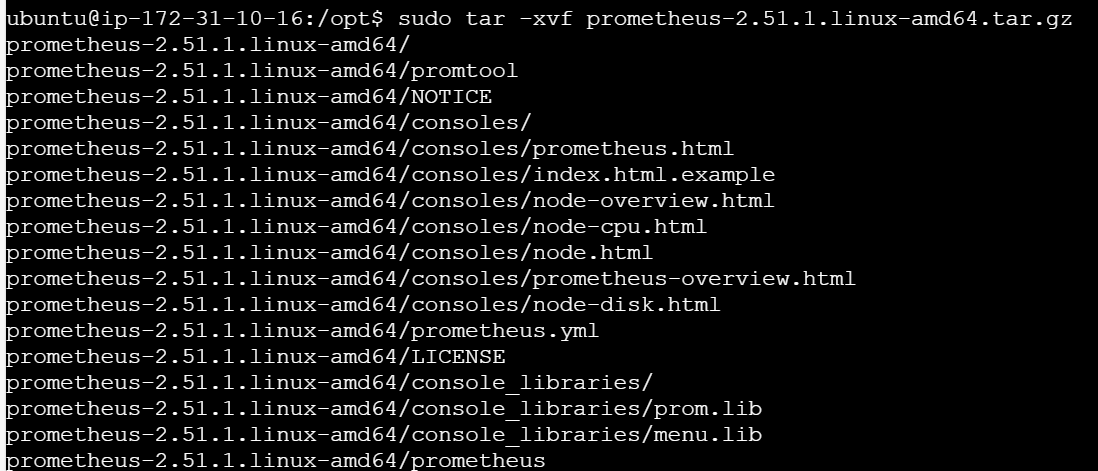 ubuntu@ip-172-31-10-16:/opt$ sudo tar -xvf prometheus-2.51.1.linux-amd64.tar.gz
prometheus-2.51.1.linux-amd64/
prometheus-2.51.1.linux-amd64/promtool
prometheus-2.51.1.linux-amd64/NOTICE
prometheus-2.51.1.linux-amd64/consoles/
prometheus-2.51.1.linux-amd64/consoles/prometheus.html
prometheus-2.51.1.linux-amd64/consoles/index.html.example
prometheus-2.51.1.linux-amd64/consoles/node-overview.html
prometheus-2.51.1.linux-amd64/consoles/node-cpu.html
prometheus-2.51.1.linux-amd64/consoles/node.html
prometheus-2.51.1.linux-amd64/consoles/prometheus-overview.html
prometheus-2.51.1.linux-amd64/consoles/node-disk.html
prometheus-2.51.1.linux-amd64/prometheus.yml
prometheus-2.51.1.linux-amd64/LICENSE
prometheus-2.51.1.linux-amd64/console_libraries/
prometheus-2.51.1.linux-amd64/console_libraries/prom.lib
prometheus-2.51.1.linux-amd64/console_libraries/menu.lib
prometheus-2.51.1.linux-amd64/prometheus